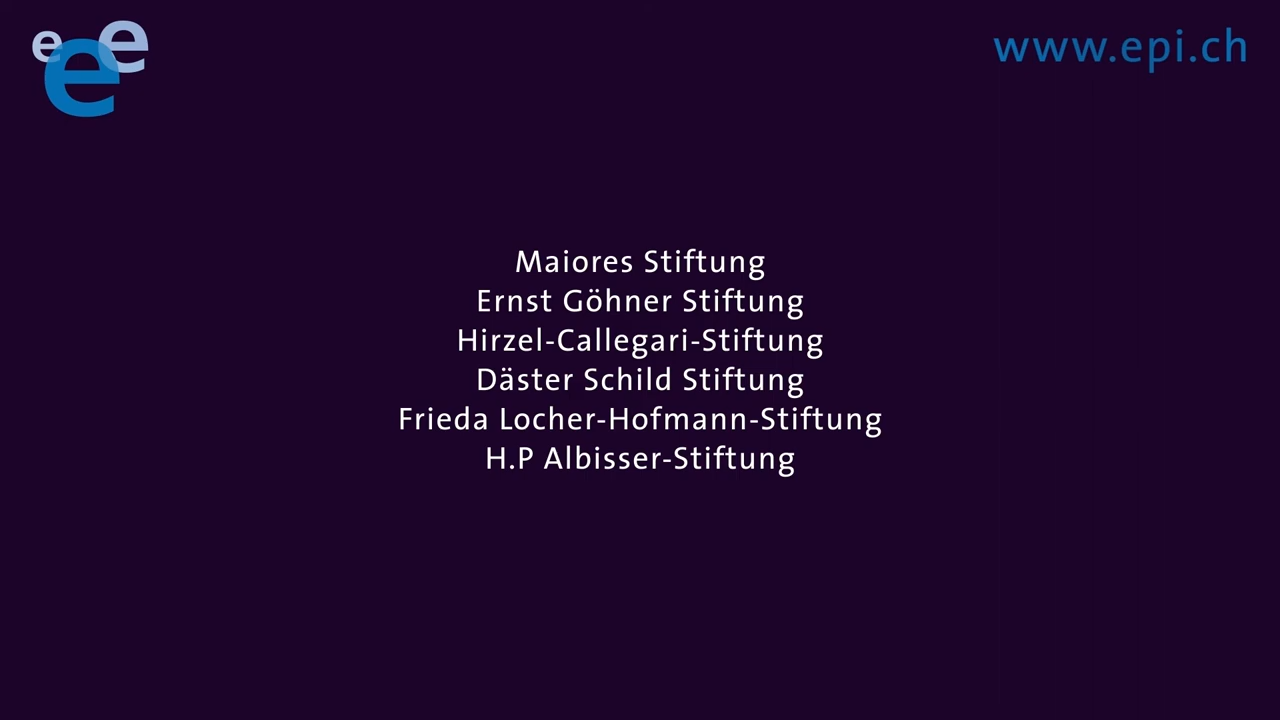 eee
www.epi.ch
Maiores Stiftung
Ernst Göhner Stiftung
Hirzel-Callegari-Stiftung
Däster Schild Stiftung
Frieda Locher-Hofmann-Stiftung
H.P Albisser-Stiftung